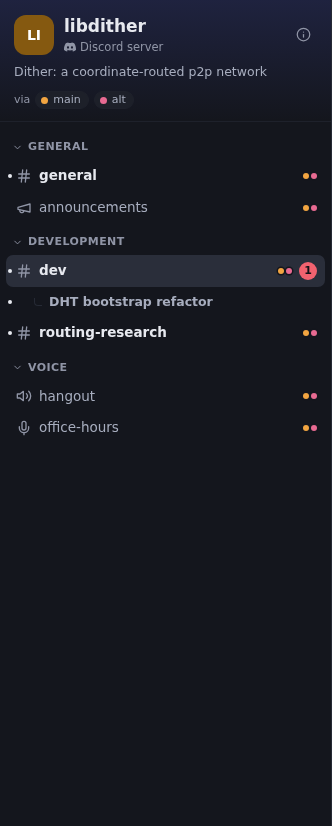 LI
libdither
Discord server
Dither: a coordinate-routed p2p network
via main alt
GENERAL
general
announcements
DEVELOPMENT
dev 1
DHT bootstrap refactor
routing-research
VOICE
hangout
office-hours